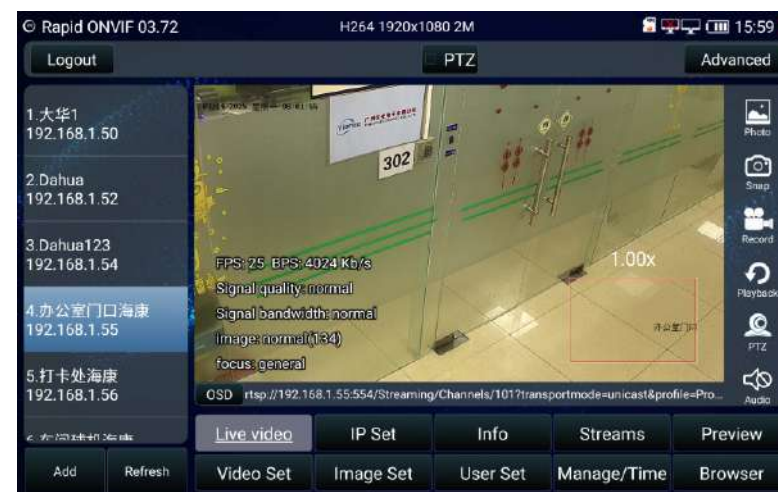 Rapid ONVIF 03.72
H264 1920x1080 2M
15:59
Logout
PTZ
Advanced
1.大华1
192.168.1.50
2.Dahua
192.168.1.52
3.Dahua123
192.168.1.54
4.办公室门口海康
192.168.1.55
5.打卡处海康
192.168.1.56
Add
Refresh
302
FPS: 25 BPS: 4024 Kb/s
Signal quality: normal
Signal bandwidth: normal
image: normal(134)
focus: general
1.00x
办公室门口
OSD
rtsp://192.168.1.55:554/Streaming/Channels/101?transportmode=unicast&profile=Pro...
Photo
Snap
Record
Playback
PTZ
Audio
Live video
IP Set
Info
Streams
Preview
Video Set
Image Set
User Set
Manage/Time
Browser